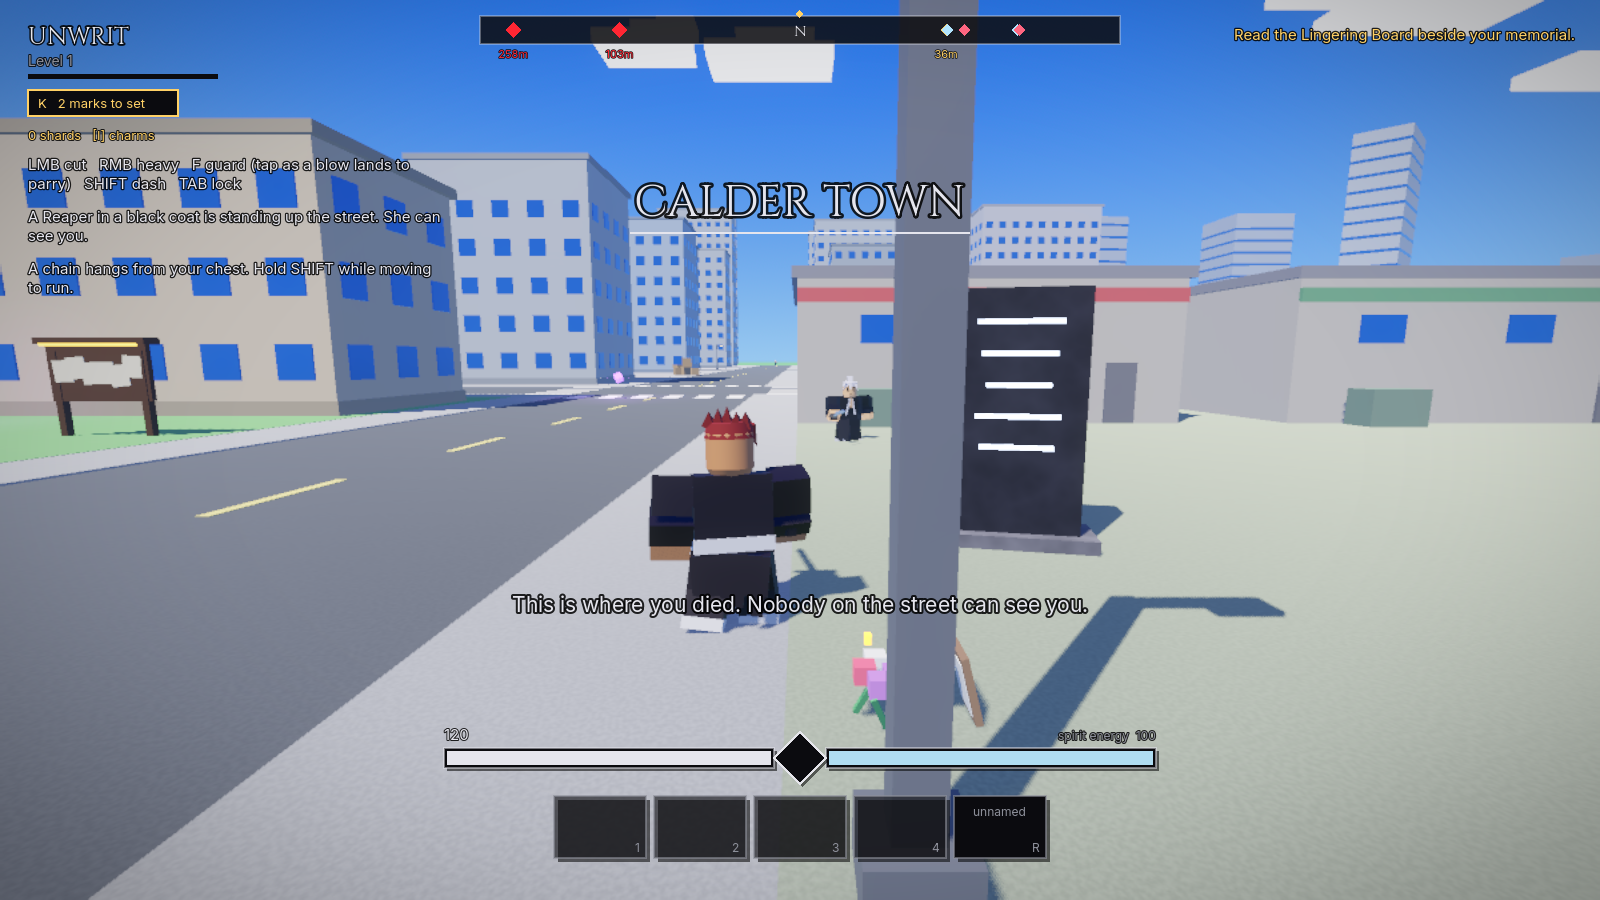 UNWRIT
Level 1
K 2 marks to set
0 shards [I] charms
LMB cut RMB heavy F guard (tap as a blow lands to
parry) SHIFT dash TAB lock
A Reaper in a black coat is standing up the street. She can
see you.
A chain hangs from your chest. Hold SHIFT while moving
to run.
N
259m
103m
36m
Read the Lingering Board beside your memorial.
CALDER TOWN
This is where you died. Nobody on the street can see you.
120
spirit energy 100
1
2
3
4
unnamed
R